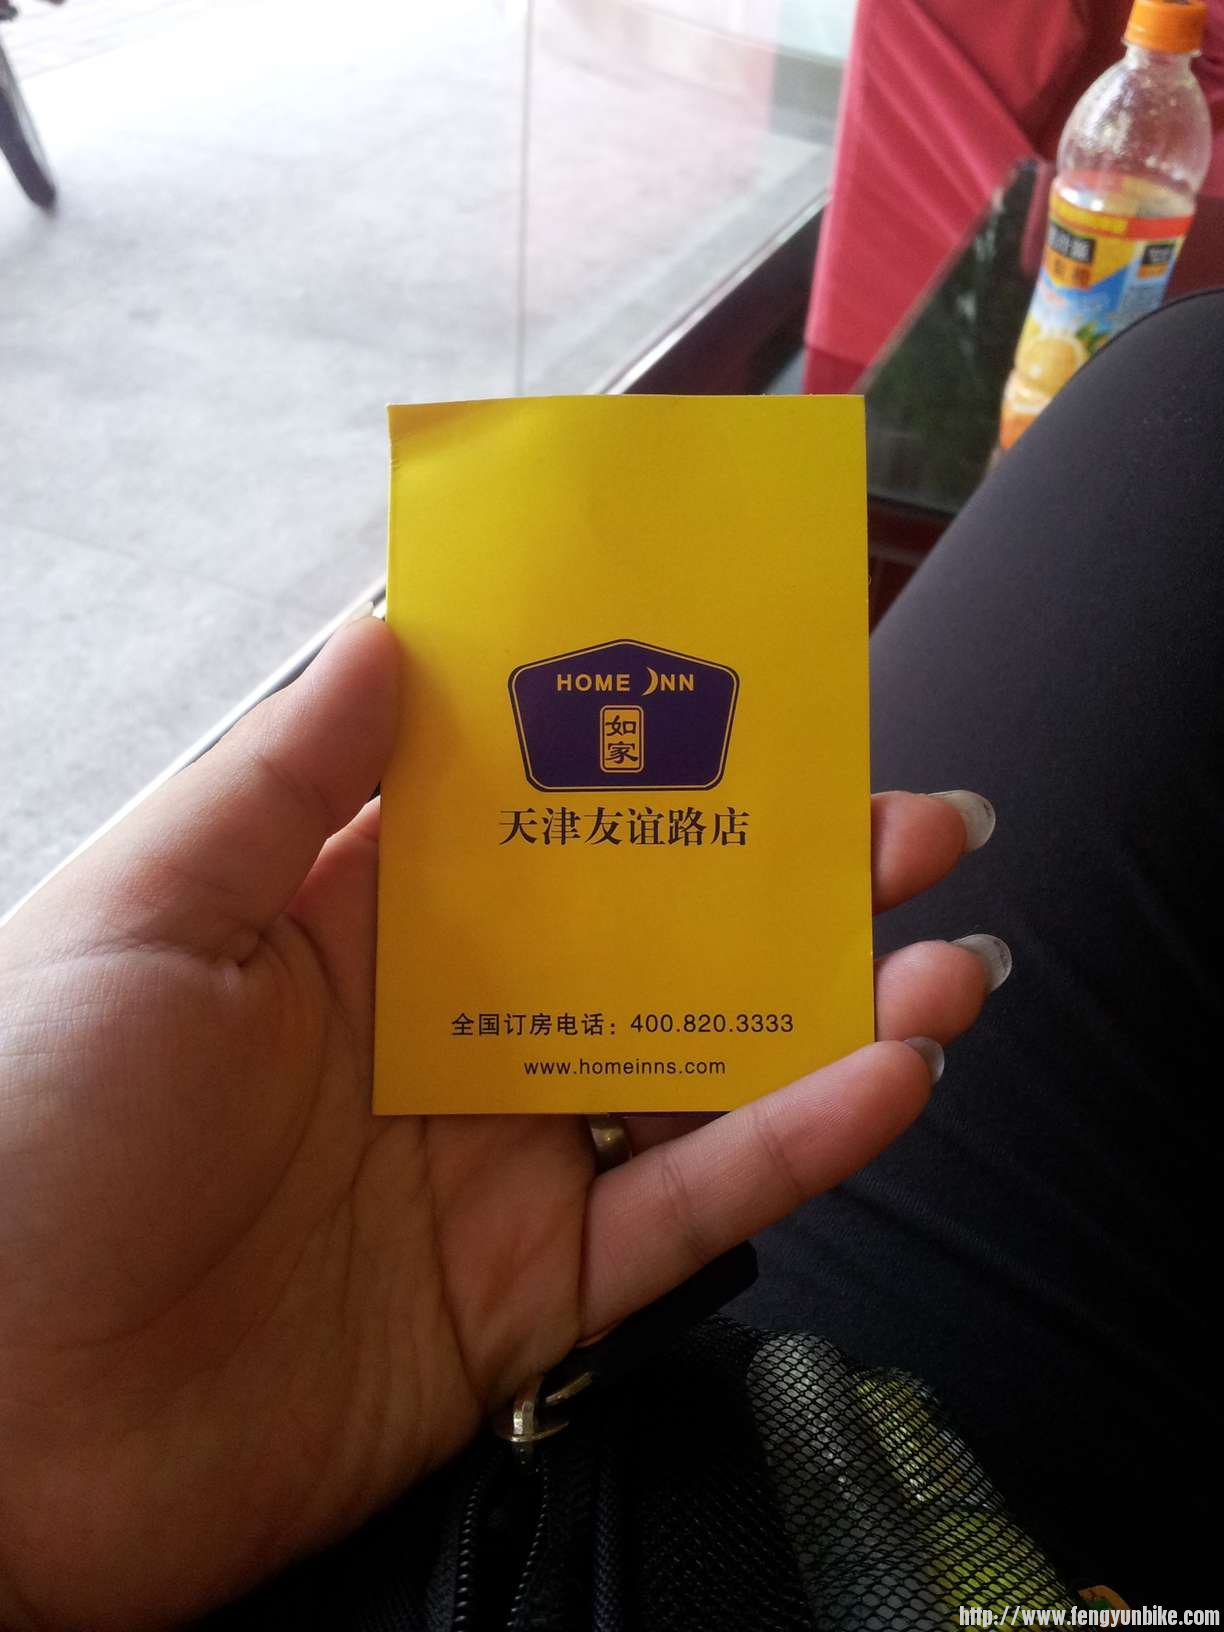 HOME INN
如家
天津友谊路店
全国订房电话：400.820.3333
www.homeinns.com
http://www.fengyunbike.com